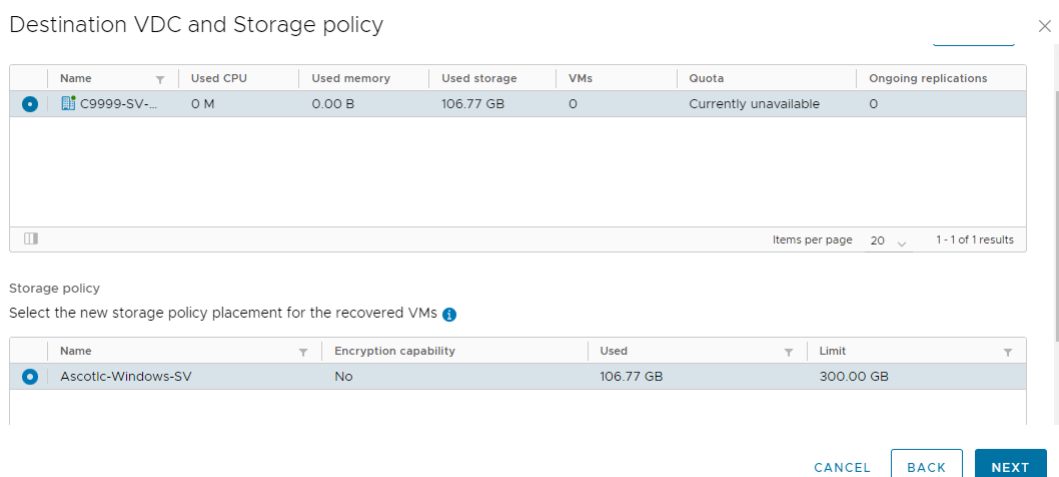 Destination VDC and Storage policy
Name Used CPU Used memory Used storage VMs Quota Ongoing replications
C9999-SV-... 0 M 0.00 B 106.77 GB 0 Currently unavailable 0
Items per page 20 1 - 1 of 1 results
Storage policy
Select the new storage policy placement for the recovered VMs
Name Encryption capability Used Limit
Ascotlc-Windows-SV No 106.77 GB 300.00 GB
CANCEL BACK NEXT